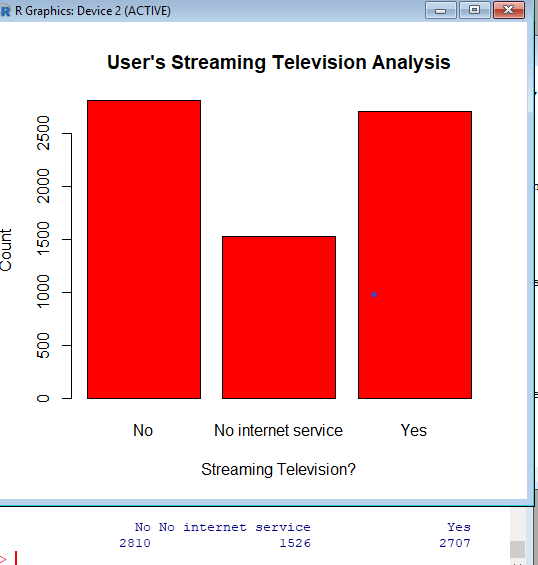 R Graphics: Device 2 (ACTIVE)
User's Streaming Television Analysis
2500
2000
1500
1000
500
0
Count
No No internet service Yes
Streaming Television?
No No internet service Yes
2810 1526 2707
>